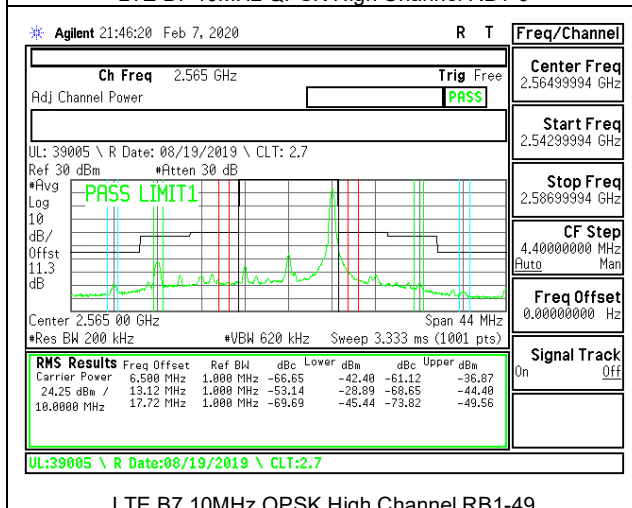 Agilent 21:46:20 Feb 7, 2020 R T
Freq/Channel
Ch Freq 2.565 GHz Trig Free
Adj Channel Power PASS
Center Freq
2.56499994 GHz
Start Freq
2.54299994 GHz
Stop Freq
2.58699994 GHz
CF Step
4.40000000 MHz
Auto Man
Freq Offset
0.00000000 Hz
Signal Track
On Off
UL: 39005 \ R Date: 08/19/2019 \ CLT: 2.7
Ref 30 dBm #Atten 30 dB
#Avg
Log
10
dB/
Offst
11.3
dB
PASS LIMIT1
Center 2.565 00 GHz Span 44 MHz
#Res BW 200 kHz #VBW 620 kHz Sweep 3.333 ms (1001 pts)
RMS Results Freq Offset Ref BW dBc Lower dBm dBc Upper dBm
Carrier Power 6.500 MHz 1.000 MHz -66.65 -42.40 -61.12 -36.87
24.25 dBm / 13.12 MHz 1.000 MHz -53.14 -28.89 -68.65 -44.40
10.0000 MHz 17.72 MHz 1.000 MHz -69.69 -45.44 -73.82 -49.56
UL:39005 \ R Date:08/19/2019 \ CLT:2.7
LTE B7 10MHz QPSK High Channel RB1-49